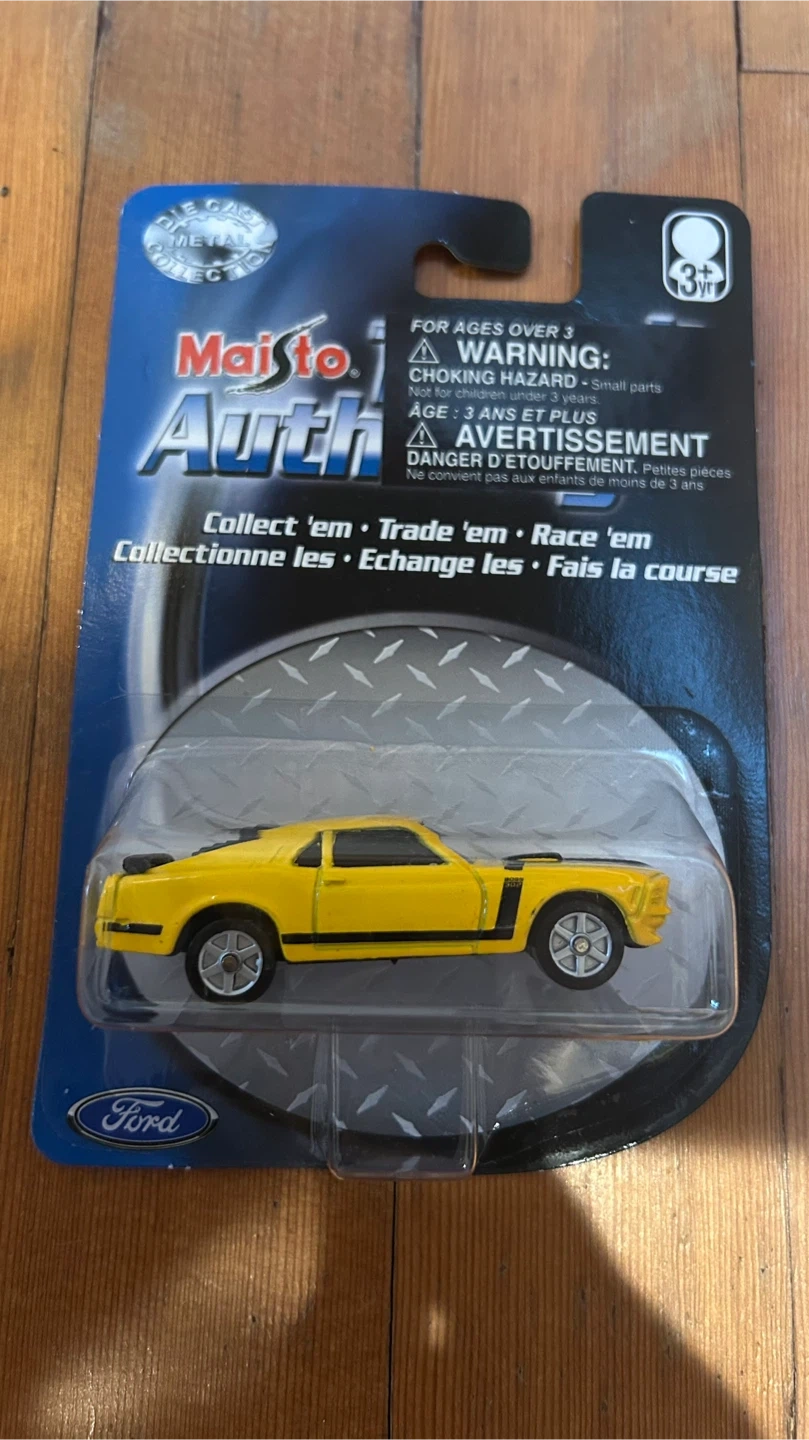 DIE CAST
METAL
COLLECTION
3+
yr
Maisto
Auth
FOR AGES OVER 3
WARNING:
CHOKING HAZARD - Small parts
Not for children under 3 years.
ÂGE : 3 ANS ET PLUS
AVERTISSEMENT
DANGER D'ETOUFFEMENT. Petites pièces
Ne convient pas aux enfants de moins de 3 ans
Collect 'em • Trade 'em • Race 'em
Collectionne les • Echange les • Fais la course
BOSS
302
Ford